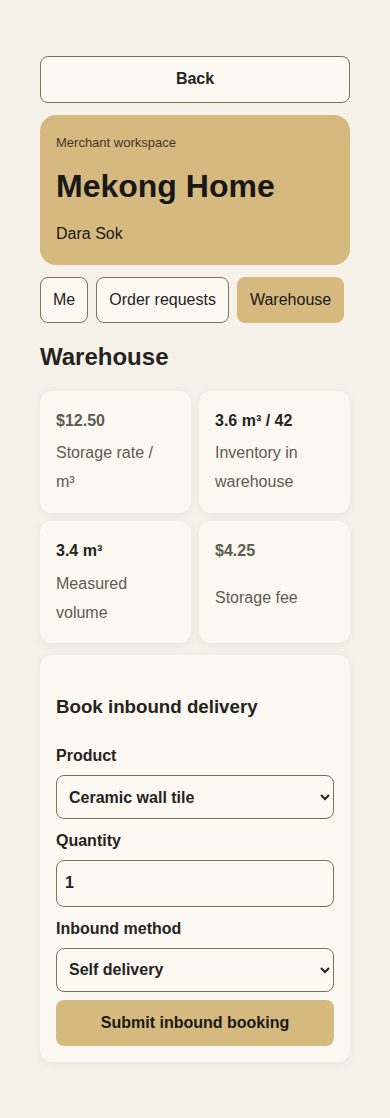 Back
Merchant workspace
Mekong Home
Dara Sok
Me
Order requests
Warehouse
Warehouse
$12.50
Storage rate /
m³
3.6 m³ / 42
Inventory in
warehouse
3.4 m³
Measured
volume
$4.25
Storage fee
Book inbound delivery
Product
Ceramic wall tile
Quantity
1
Inbound method
Self delivery
Submit inbound booking